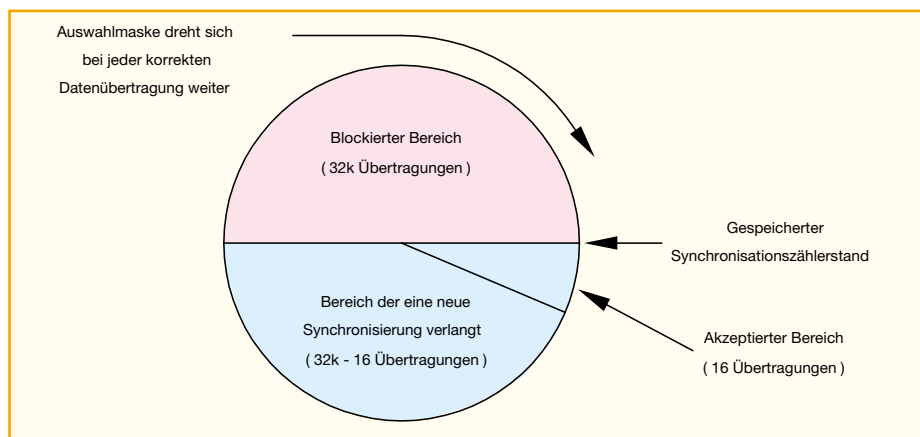 Auswahlmaske dreht sich
bei jeder korrekten
Datenübertragung weiter
Blockierter Bereich
( 32k Übertragungen )
Gespeicherter
Synchronisationszählerstand
Bereich der eine neue
Synchronisierung verlangt
( 32k - 16 Übertragungen )
Akzeptierter Bereich
( 16 Übertragungen )